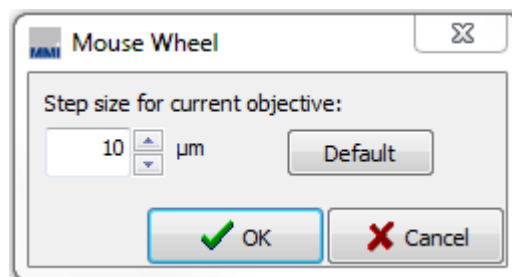 MMI Mouse Wheel
Step size for current objective:
10 µm Default
OK Cancel